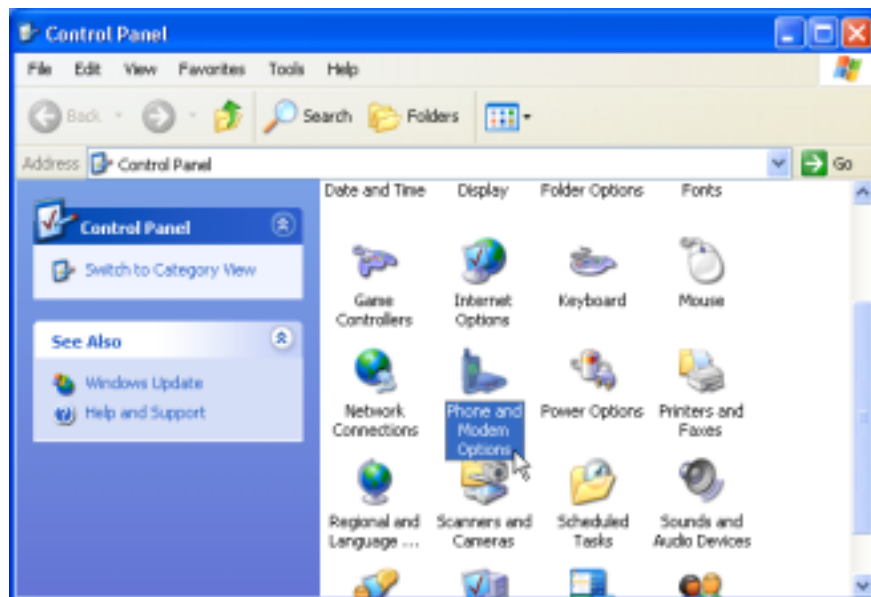 Control Panel
File Edit View Favorites Tools Help
Back Search Folders
Address Control Panel Go
Control Panel
Switch to Category View
See Also
Windows Update
Help and Support
Date and Time Display Folder Options Fonts
Game Internet Keyboard Mouse
Controllers Options
Network Phone and Power Options Printers and
Connections Modem Faxes
Options
Regional and Scanners and Scheduled Sounds and
Language ... Cameras Tasks Audio Devices